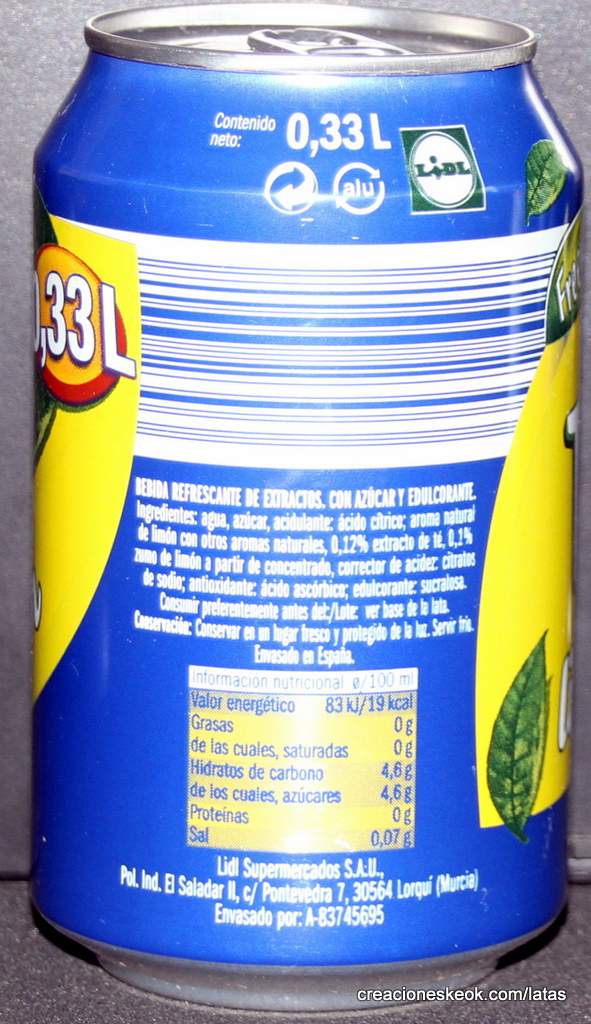 Contenido
neto:
0,33 L
LIDL
alu
,33 L
BEBIDA REFRESCANTE DE EXTRACTOS. CON AZÚCAR Y EDULCORANTE.
Ingredientes: agua, azúcar, acidulante: ácido cítrico; aroma natural
de limón con otros aromas naturales, 0,12% extracto de té, 0,1%
zumo de limón a partir de concentrado, corrector de acidez: citratos
de sodio; antioxidante: ácido ascórbico; edulcorante: sucralosa.
Consumir preferentemente antes del:/Lote: ver base de la lata.
Conservación: Conservar en un lugar fresco y protegido de la luz. Servir frío.
Envasado en España.
Información nutricional ø/100 ml
Valor energético 83 kJ/19 kcal
Grasas 0 g
de las cuales, saturadas 0 g
Hidratos de carbono 4,6 g
de los cuales, azúcares 4,6 g
Proteínas 0 g
Sal 0,07 g
Lidl Supermercados S.A.U.,
Pol. Ind. El Saladar II, c/ Pontevedra 7, 30564 Lorquí (Murcia)
Envasado por: A-83745695
creacioneskeok.com/latas